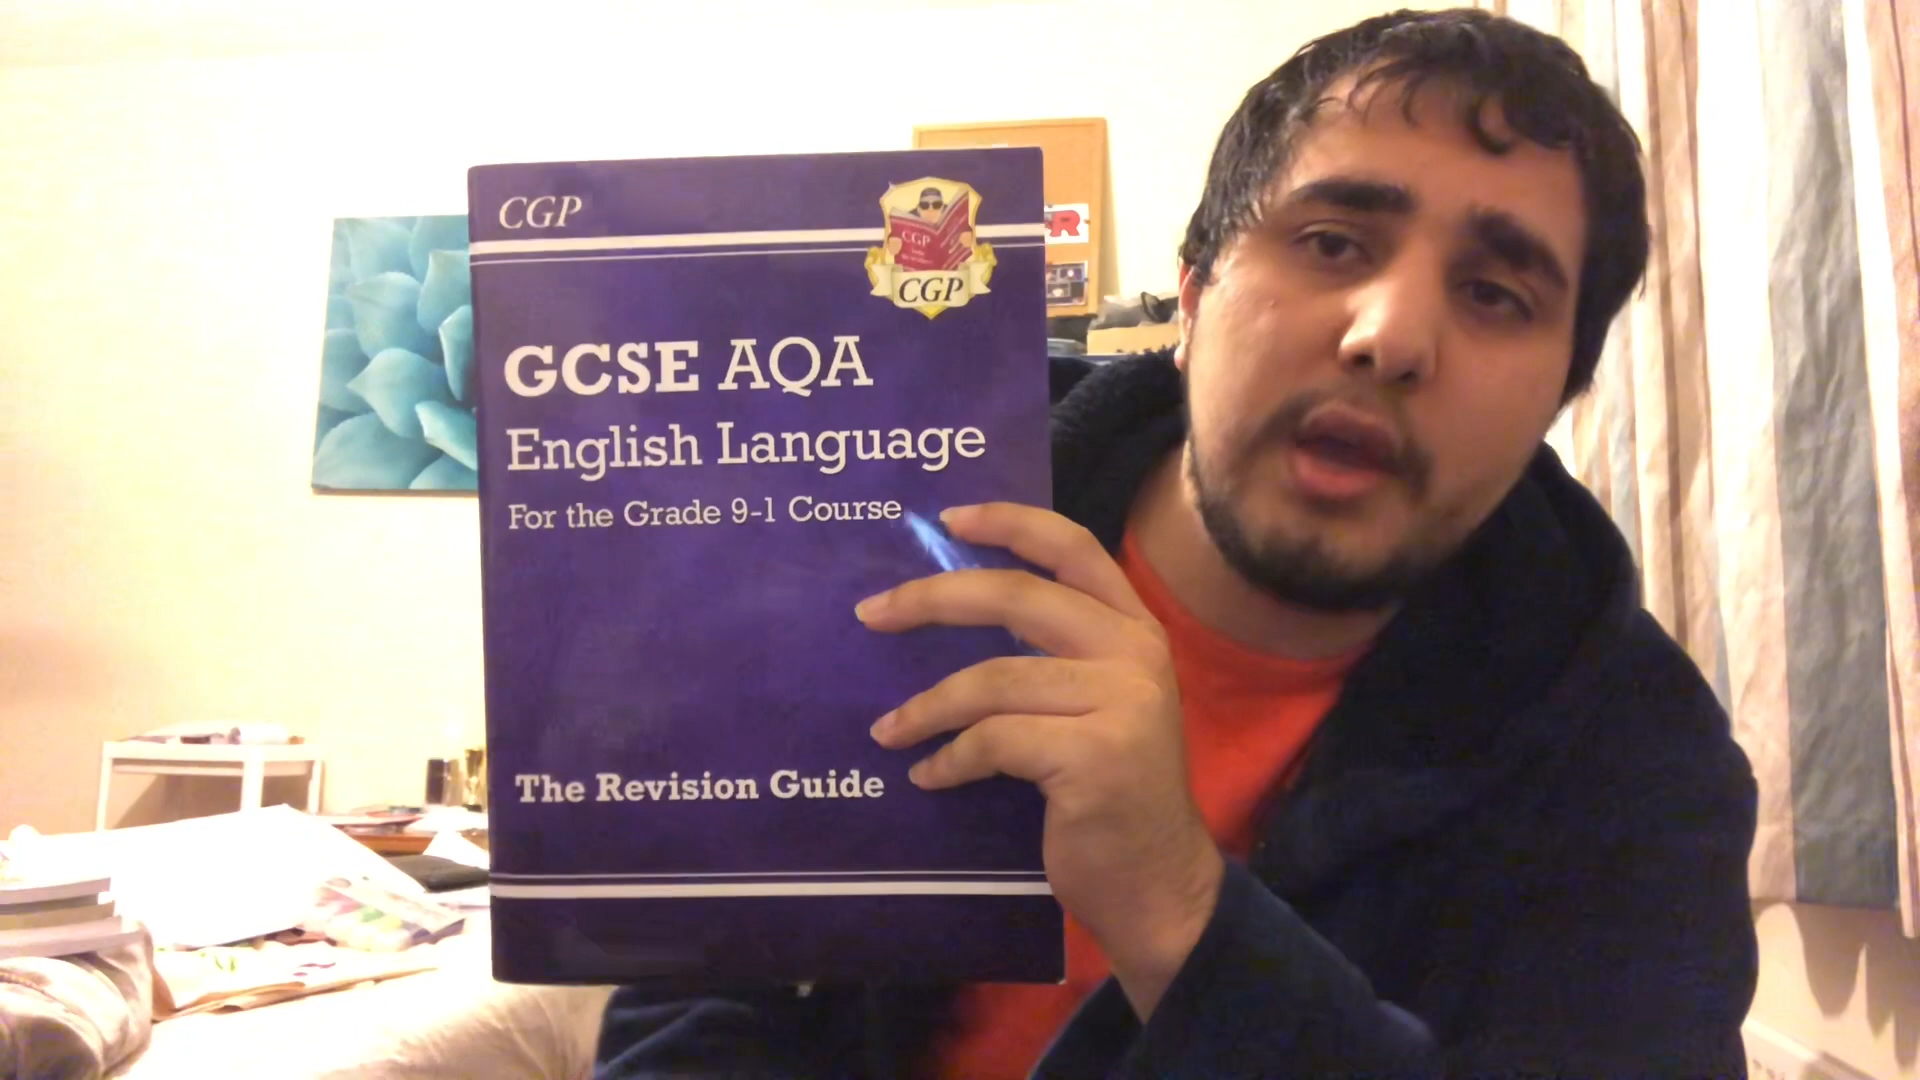 CGP
CGP
CGP
GCSE AQA
English Language
For the Grade 9-1 Course
The Revision Guide